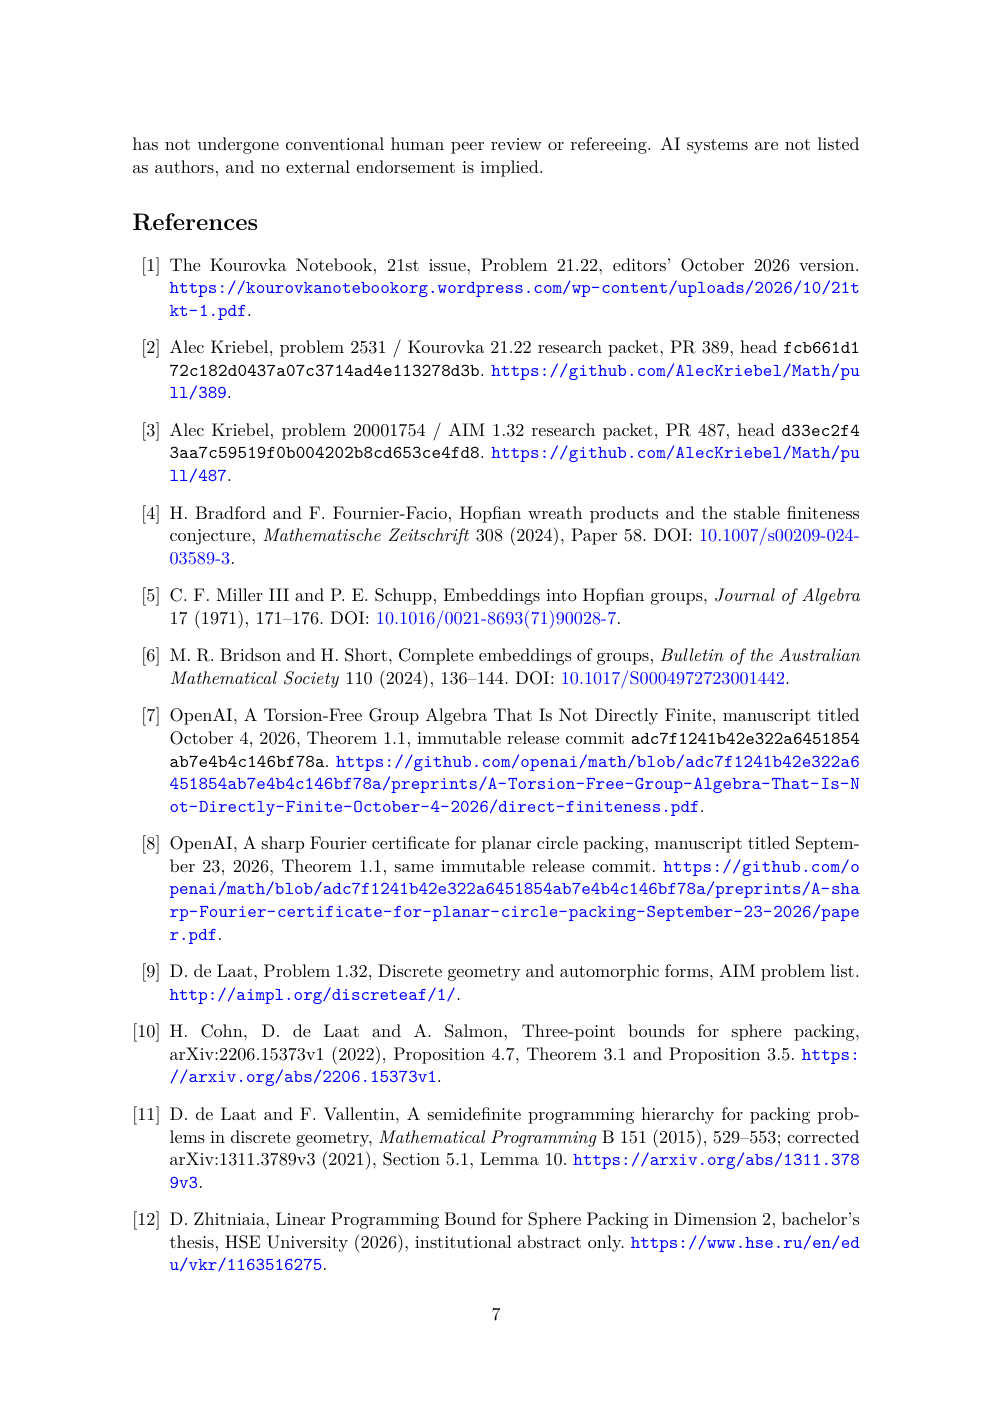 has not undergone conventional human peer review or refereeing. AI systems are not listed
as authors, and no external endorsement is implied.
References
[1] The Kourovka Notebook, 21st issue, Problem 21.22, editors' October 2026 version.
https://kourovkanotebookorg.wordpress.com/wp-content/uploads/2026/10/21t
kt-1.pdf.
[2] Alec Kriebel, problem 2531 / Kourovka 21.22 research packet, PR 389, head fcb661d1
72c182d0437a07c3714ad4e113278d3b. https://github.com/AlecKriebel/Math/pu
ll/389.
[3] Alec Kriebel, problem 20001754 / AIM 1.32 research packet, PR 487, head d33ec2f4
3aa7c59519f0b004202b8cd653ce4fd8. https://github.com/AlecKriebel/Math/pu
ll/487.
[4] H. Bradford and F. Fournier-Facio, Hopfian wreath products and the stable finiteness
conjecture, Mathematische Zeitschrift 308 (2024), Paper 58. DOI: 10.1007/s00209-024-
03589-3.
[5] C. F. Miller III and P. E. Schupp, Embeddings into Hopfian groups, Journal of Algebra
17 (1971), 171–176. DOI: 10.1016/0021-8693(71)90028-7.
[6] M. R. Bridson and H. Short, Complete embeddings of groups, Bulletin of the Australian
Mathematical Society 110 (2024), 136–144. DOI: 10.1017/S0004972723001442.
[7] OpenAI, A Torsion-Free Group Algebra That Is Not Directly Finite, manuscript titled
October 4, 2026, Theorem 1.1, immutable release commit adc7f1241b42e322a6451854
ab7e4b4c146bf78a. https://github.com/openai/math/blob/adc7f1241b42e322a6
451854ab7e4b4c146bf78a/preprints/A-Torsion-Free-Group-Algebra-That-Is-N
ot-Directly-Finite-October-4-2026/direct-finiteness.pdf.
[8] OpenAI, A sharp Fourier certificate for planar circle packing, manuscript titled Septem-
ber 23, 2026, Theorem 1.1, same immutable release commit. https://github.com/o
penai/math/blob/adc7f1241b42e322a6451854ab7e4b4c146bf78a/preprints/A-sha
rp-Fourier-certificate-for-planar-circle-packing-September-23-2026/pape
r.pdf.
[9] D. de Laat, Problem 1.32, Discrete geometry and automorphic forms, AIM problem list.
http://aimpl.org/discreteaf/1/.
[10] H. Cohn, D. de Laat and A. Salmon, Three-point bounds for sphere packing,
arXiv:2206.15373v1 (2022), Proposition 4.7, Theorem 3.1 and Proposition 3.5. https:
//arxiv.org/abs/2206.15373v1.
[11] D. de Laat and F. Vallentin, A semidefinite programming hierarchy for packing prob-
lems in discrete geometry, Mathematical Programming B 151 (2015), 529–553; corrected
arXiv:1311.3789v3 (2021), Section 5.1, Lemma 10. https://arxiv.org/abs/1311.378
9v3.
[12] D. Zhitniaia, Linear Programming Bound for Sphere Packing in Dimension 2, bachelor's
thesis, HSE University (2026), institutional abstract only. https://www.hse.ru/en/ed
u/vkr/1163516275.
7